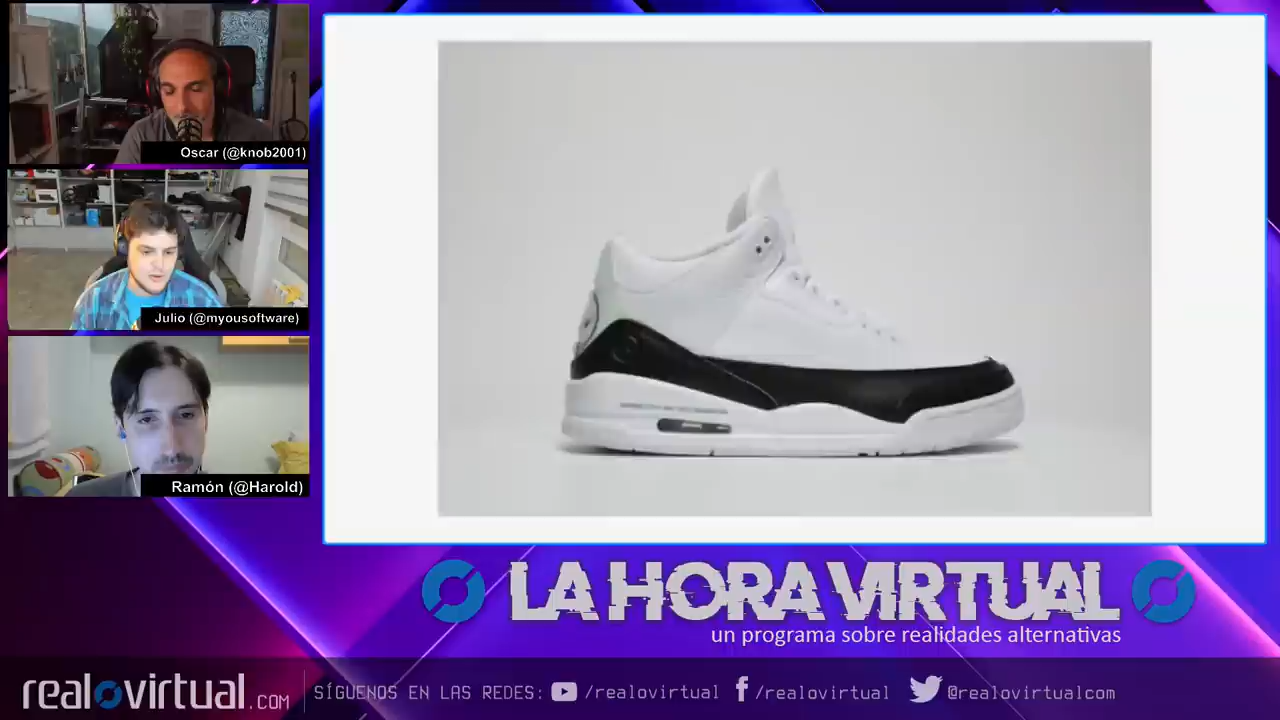 Oscar (@knob2001)
Julio (@myousoftware)
Ramón (@Harold)
LA HORA VIRTUAL
un programa sobre realidades alternativas
realovirtual.com
SÍGUENOS EN LAS REDES: /realovirtual /realovirtual @realovirtualcom